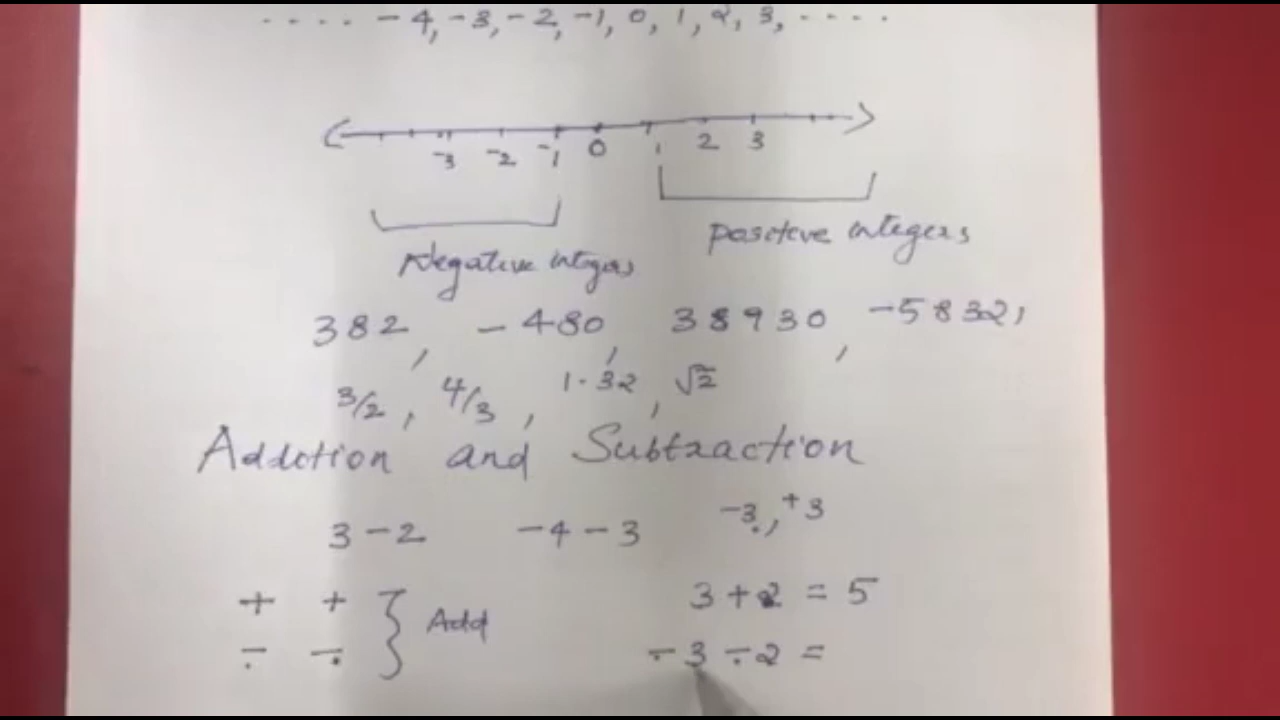 .... -4, -3, -2, -1, 0, 1, 2, 3, ....
-3 -2 -1 0 1 2 3
Negative integers positive integers
382, -480, 38930, -5832,
3/2, 4/3, 1.32, √2
Addition and Subtraction
3-2 -4-3 -3, +3
+ + } Add 3+2 = 5
- - -3-2 =